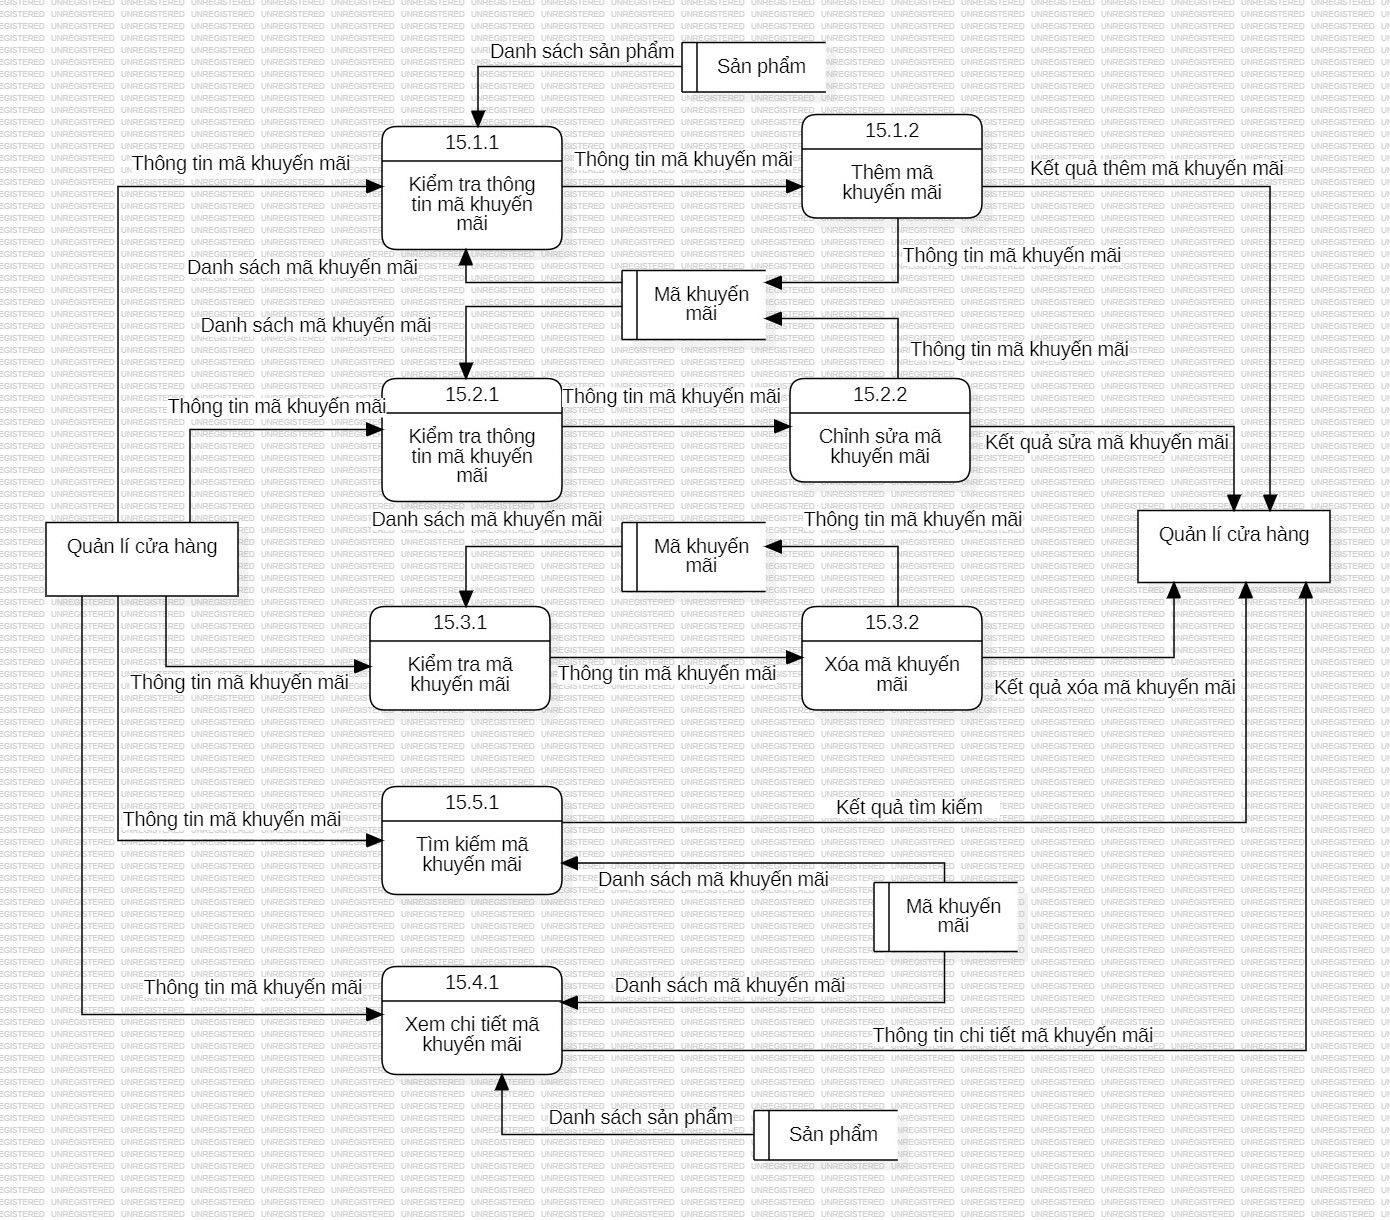 Danh sách sản phẩm
Sản phẩm
15.1.1
Kiểm tra thông
tin mã khuyến
mãi
15.1.2
Thêm mã
khuyến mãi
Thông tin mã khuyến mãi
Thông tin mã khuyến mãi
Kết quả thêm mã khuyến mãi
Danh sách mã khuyến mãi
Thông tin mã khuyến mãi
Mã khuyến
mãi
Danh sách mã khuyến mãi
Thông tin mã khuyến mãi
15.2.1
Kiểm tra thông
tin mã khuyến
mãi
15.2.2
Chỉnh sửa mã
khuyến mãi
Thông tin mã khuyến mãi
Thông tin mã khuyến mãi
Kết quả sửa mã khuyến mãi
Quản lí cửa hàng
Danh sách mã khuyến mãi
Mã khuyến
mãi
Thông tin mã khuyến mãi
Quản lí cửa hàng
15.3.1
Kiểm tra mã
khuyến mãi
15.3.2
Xóa mã khuyến
mãi
Thông tin mã khuyến mãi
Thông tin mã khuyến mãi
Kết quả xóa mã khuyến mãi
15.5.1
Tìm kiếm mã
khuyến mãi
Thông tin mã khuyến mãi
Kết quả tìm kiếm
Danh sách mã khuyến mãi
Mã khuyến
mãi
15.4.1
Xem chi tiết mã
khuyến mãi
Thông tin mã khuyến mãi
Danh sách mã khuyến mãi
Thông tin chi tiết mã khuyến mãi
Danh sách sản phẩm
Sản phẩm
UNREGISTERED